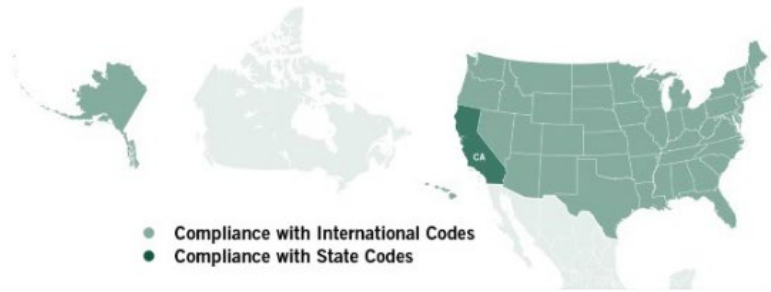 CA
Compliance with International Codes
Compliance with State Codes